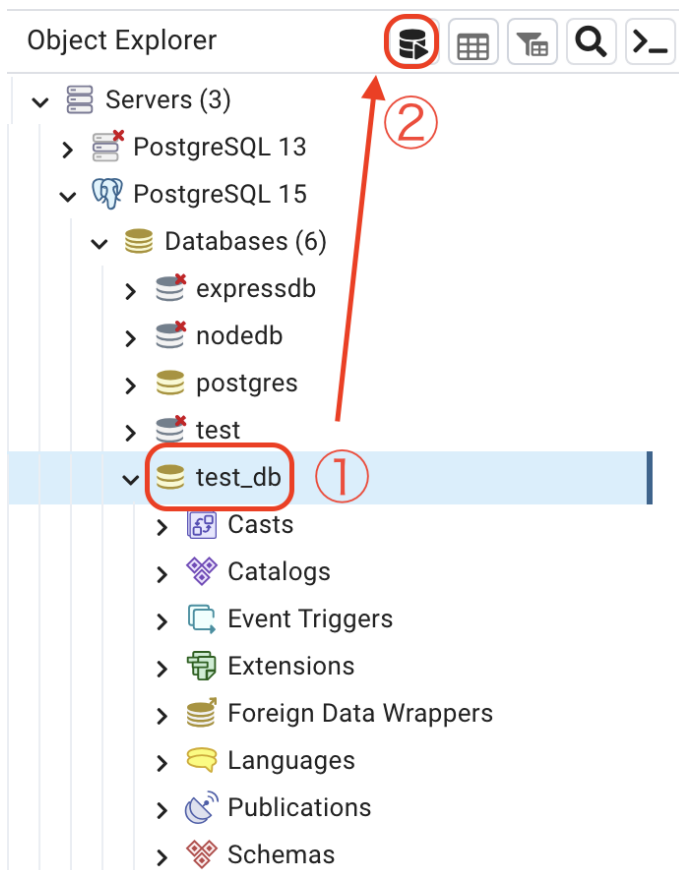 Object Explorer
②
Servers (3)
PostgreSQL 13
PostgreSQL 15
Databases (6)
expressdb
nodedb
postgres
test
test_db ①
Casts
Catalogs
Event Triggers
Extensions
Foreign Data Wrappers
Languages
Publications
Schemas